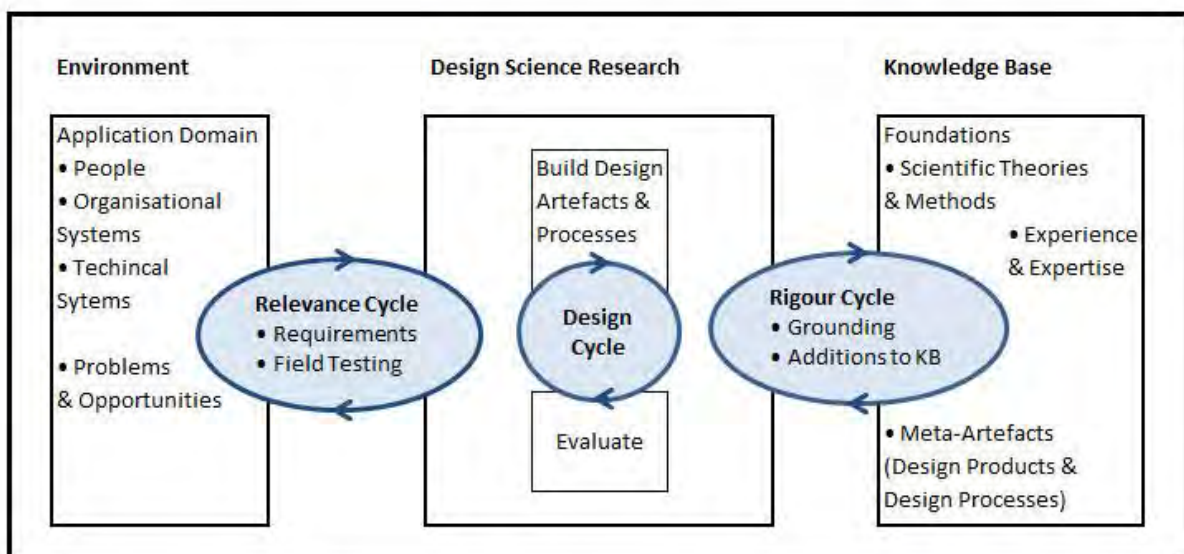 Environment
Design Science Research
Knowledge Base
Application Domain
• People
• Organisational
Systems
• Techincal
Sytems
• Problems
& Opportunities
Relevance Cycle
• Requirements
• Field Testing
Build Design
Artefacts &
Processes
Design
Cycle
Evaluate
Rigour Cycle
• Grounding
• Additions to KB
Foundations
• Scientific Theories
& Methods
• Experience
& Expertise
• Meta-Artefacts
(Design Products &
Design Processes)